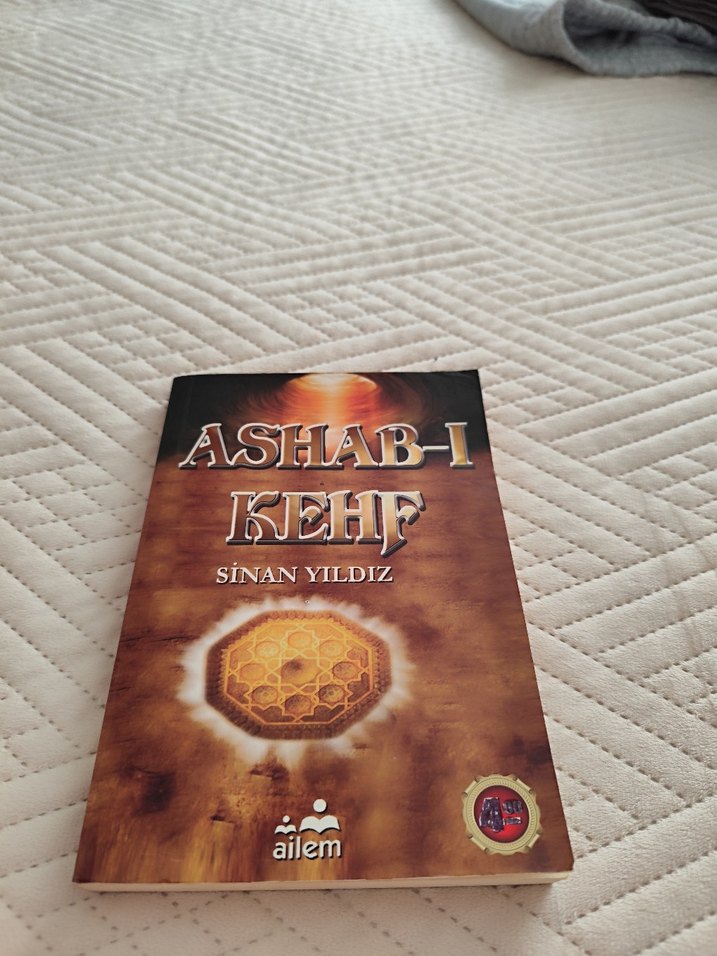 ASHAB-I
KEHF
SİNAN YILDIZ
ailem